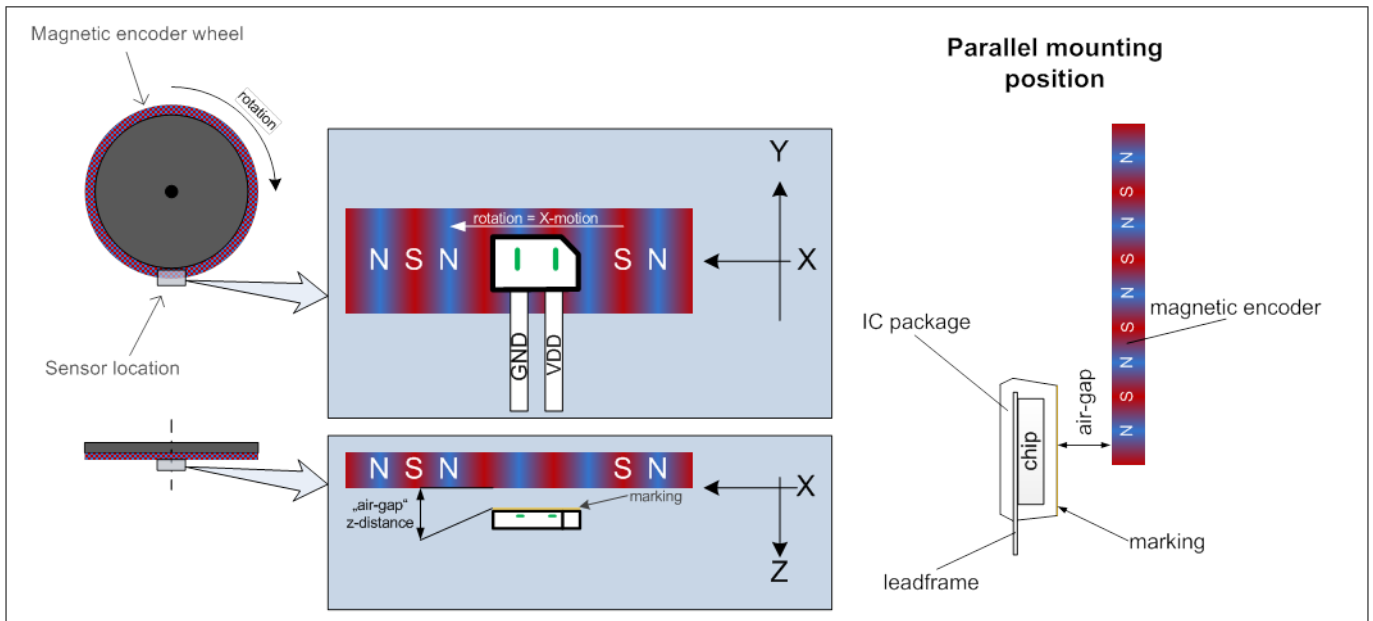 Magnetic encoder wheel
rotation
Sensor location
Y
rotation = X-motion
N S N S N
X
GND
VDD
N S N S N
X
marking
„air-gap“
z-distance
Z
Parallel mounting
position
N
S
N
S
N
S
N
S
N
magnetic encoder
IC package
air-gap
chip
marking
leadframe